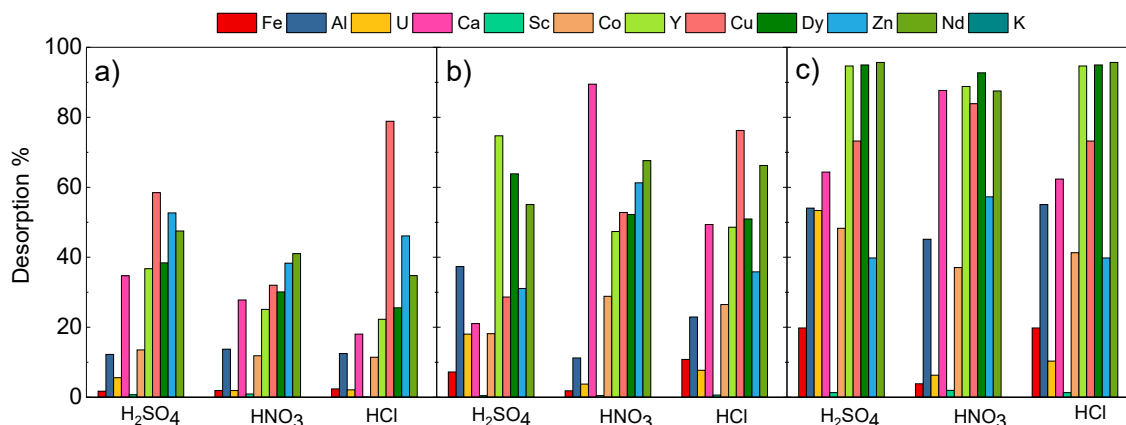 Fe Al U Ca Sc Co Y Cu Dy Zn Nd K
100
80
60
40
20
0
Desorption %
a) b) c)
H₂SO₄ HNO₃ HCl H₂SO₄ HNO₃ HCl H₂SO₄ HNO₃ HCl